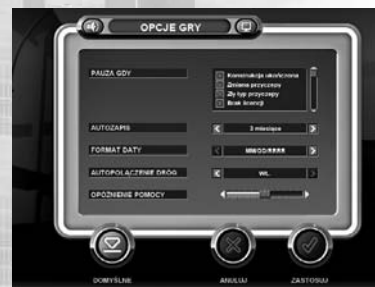 OPCJE GRY
PAUZA GDY
Konstrukcja ukończona
Zmiana przyczepy
Zły typ przyczepy
Brak licencji
AUTOZAPIS
3 miesiące
FORMAT DATY
MM/DD/RRRR
AUTOPOŁĄCZENIE DRÓG
WŁ.
OPÓŹNIENIE POMOCY
DOMYŚLNE
ANULUJ
ZASTOSUJ